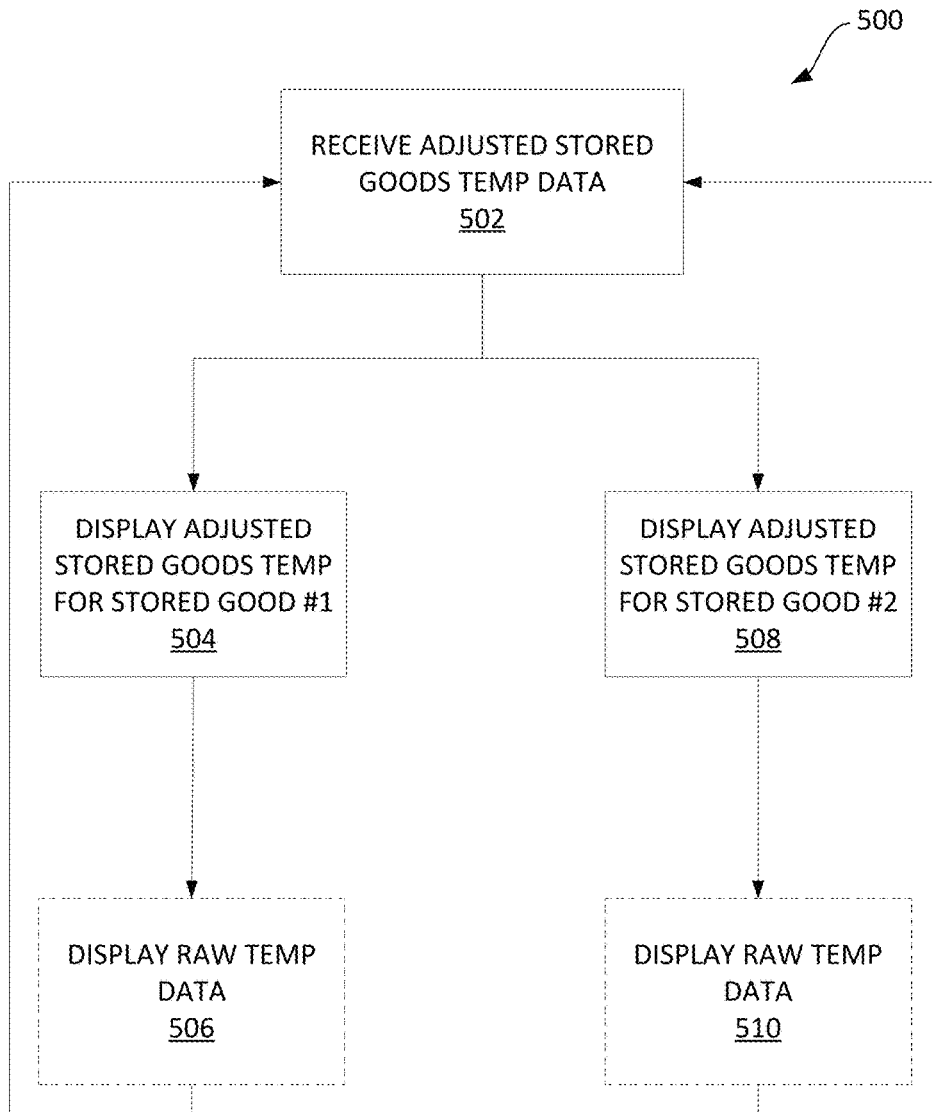 500
RECEIVE ADJUSTED STORED
GOODS TEMP DATA
502
DISPLAY ADJUSTED
STORED GOODS TEMP
FOR STORED GOOD #1
504
DISPLAY ADJUSTED
STORED GOODS TEMP
FOR STORED GOOD #2
508
DISPLAY RAW TEMP
DATA
506
DISPLAY RAW TEMP
DATA
510